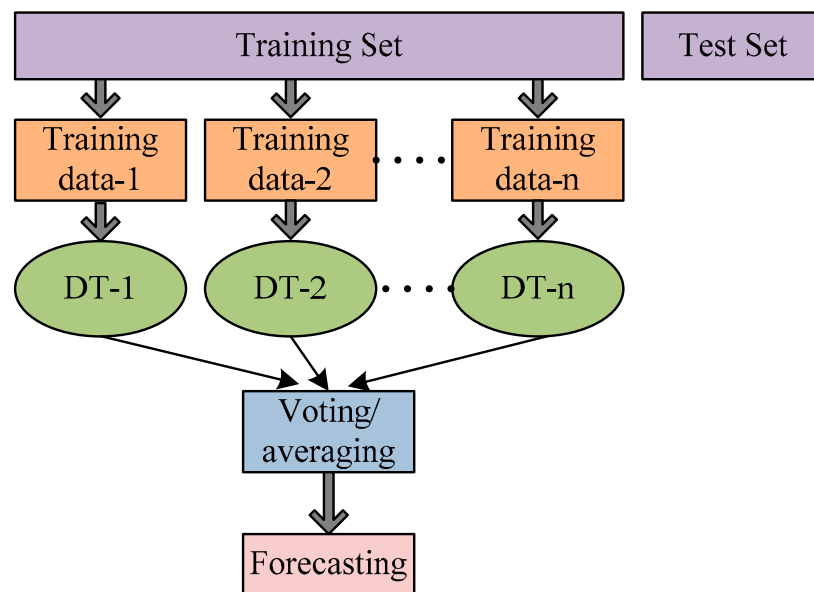 Training Set
Test Set
Training
data-1
Training
data-2
Training
data-n
DT-1
DT-2
DT-n
Voting/
averaging
Forecasting